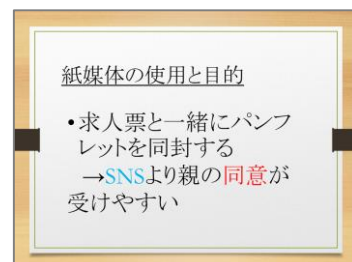 紙媒体の使用と目的
•求人票と一緒にパンフ
レットを同封する
→SNSより親の同意が
受けやすい